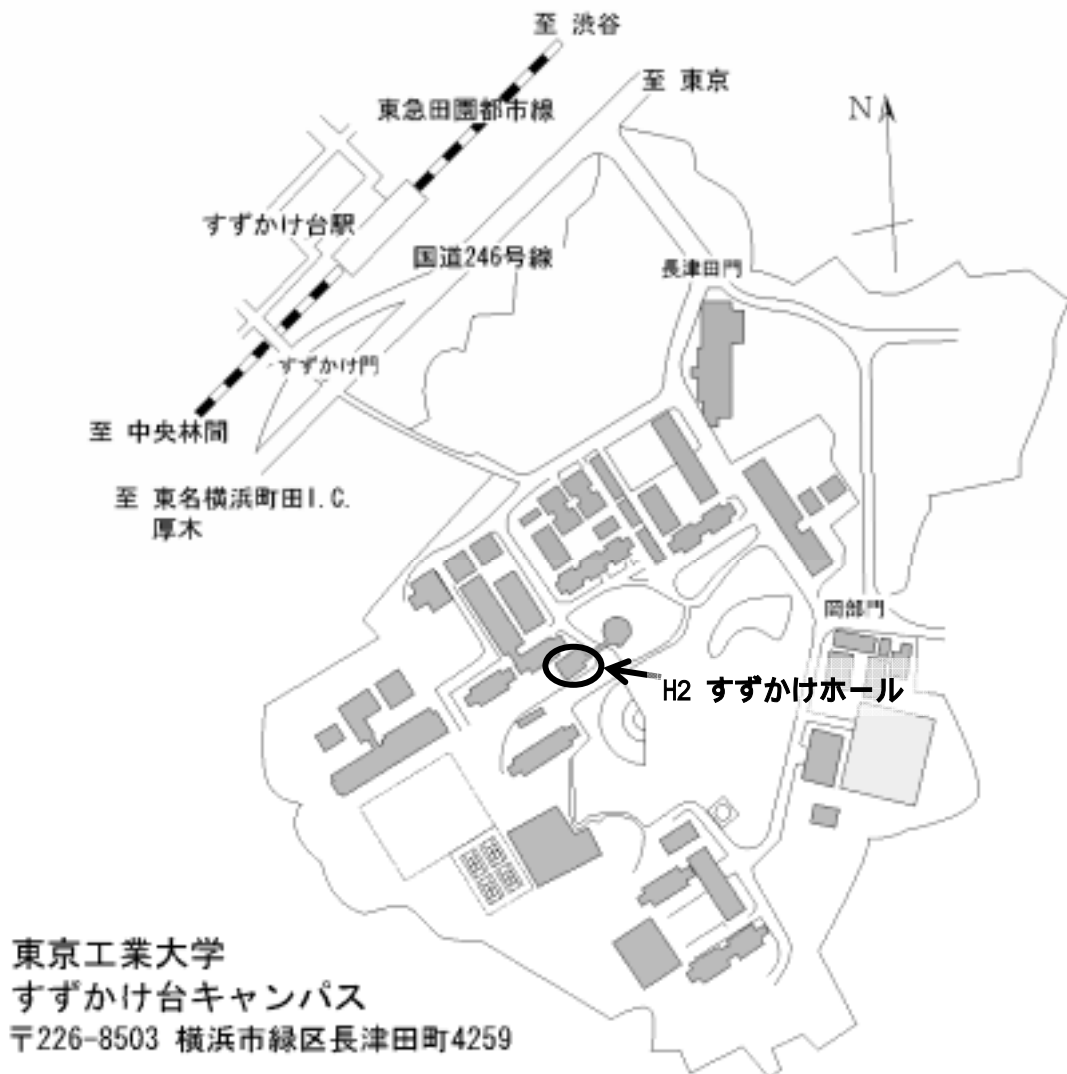 至 渋谷
至 東京
東急田園都市線
N
すずかけ台駅
国道246号線
長津田門
すずかけ門
至 中央林間
至 東名横浜町田I.C.
厚木
岡部門
H2 すずかけホール
東京工業大学
すずかけ台キャンパス
〒226-8503 横浜市緑区長津田町4259